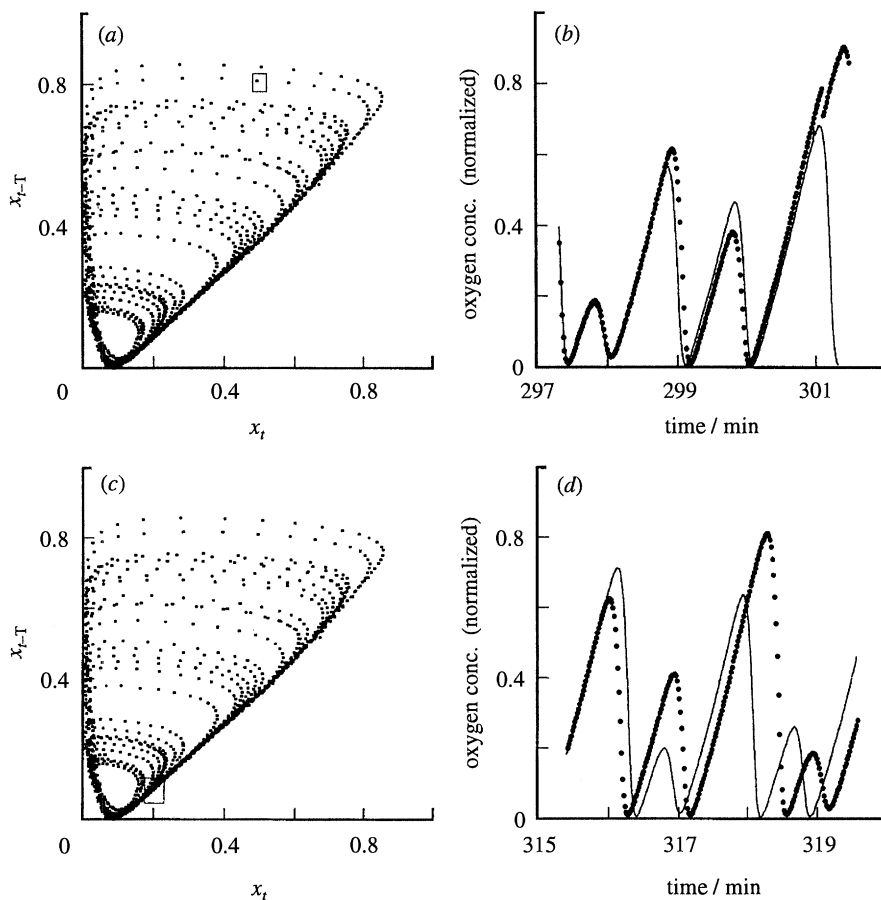 (a)
0.8
0.4
0
0.4
0.8
x_{t–T}
x_t
(b)
0.8
0.4
0
297
299
301
oxygen conc. (normalized)
time / min
(c)
0.8
0.4
0
0.4
0.8
x_{t–T}
x_t
(d)
0.8
0.4
0
315
317
319
oxygen conc. (normalized)
time / min